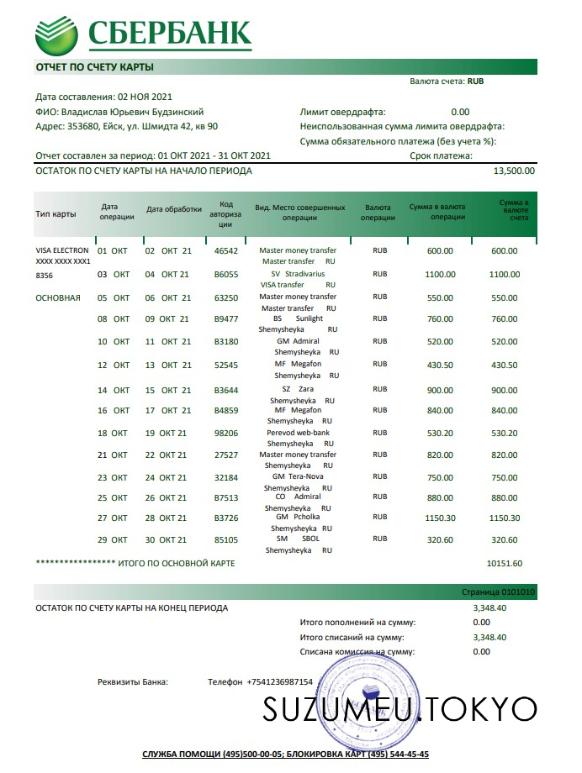 СБЕРБАНК
ОТЧЕТ ПО СЧЕТУ КАРТЫ
Валюта счета: RUB
Дата составления: 02 НОЯ 2021
ФИО: Владислав Юрьевич Будзинский Лимит овердрафта: 0.00
Адрес: 353680, Ейск, ул. Шмидта 42, кв 90 Неиспользованная сумма лимита овердрафта:
Сумма обязательного платежа (без учета %):
Отчет составлен за период: 01 ОКТ 2021 - 31 ОКТ 2021 Срок платежа:
ОСТАТОК ПО СЧЕТУ КАРТЫ НА НАЧАЛО ПЕРИОДА 13,500.00
Тип карты Дата операции Дата обработки Код авториза ции Вид. Место совершенных операции Валюта операции Сумма в валюта операции Сумма в валюте счета
VISA ELECTRON 01 ОКТ 02 ОКТ 21 46542 Master money transfer RUB 600.00 600.00
XXXX XXXX XXX1 Master transfer RU
8356 03 ОКТ 04 ОКТ 21 B6055 SV Stradivarius RUB 1100.00 1100.00
VISA transfer RU
ОСНОВНАЯ 05 ОКТ 06 ОКТ 21 63250 Master money transfer RUB 550.00 550.00
Master transfer RU
08 ОКТ 09 ОКТ 21 B9477 BS Sunlight RUB 760.00 760.00
Shemysheyka RU
10 ОКТ 11 ОКТ 21 B3180 GM Admiral RUB 520.00 520.00
Shemysheyka RU
12 ОКТ 13 ОКТ 21 52545 MF Megafon RUB 430.50 430.50
Shemysheyka RU
14 ОКТ 15 ОКТ 21 B3644 SZ Zara RUB 900.00 900.00
Shemysheyka RU
16 ОКТ 17 ОКТ 21 B4859 MF Megafon RUB 840.00 840.00
Shemysheyka RU
18 ОКТ 19 ОКТ 21 98206 Perevod web-bank RUB 530.20 530.20
Shemysheyka RU
21 ОКТ 22 ОКТ 21 27527 Master money transfer RUB 820.00 820.00
Shemysheyka RU
23 ОКТ 24 ОКТ 21 32184 GM Tera-Nova RUB 750.00 750.00
Shemysheyka RU
25 ОКТ 26 ОКТ 21 B7513 CO Admiral RUB 880.00 880.00
Shemysheyka RU
27 ОКТ 28 ОКТ 21 B3726 GM Pcholka RUB 1150.30 1150.30
Shemysheyka RU
29 ОКТ 30 ОКТ 21 85105 SM SBOL RUB 320.60 320.60
Shemysheyka RU
***************** ИТОГО ПО ОСНОВНОЙ КАРТЕ 10151.60
Страница 0101010
ОСТАТОК ПО СЧЕТУ КАРТЫ НА КОНЕЦ ПЕРИОДА 3,348.40
Итого пополнений на сумму: 0.00
Итого списаний на сумму: 3,348.40
Списана комиссия на сумму: 0.00
Реквизиты Банка: Телефон +7541236987154
SUZUMEU.TOKYO
СЛУЖБА ПОМОЩИ (495)500-00-05; БЛОКИРОВКА КАРТ (495) 544-45-45